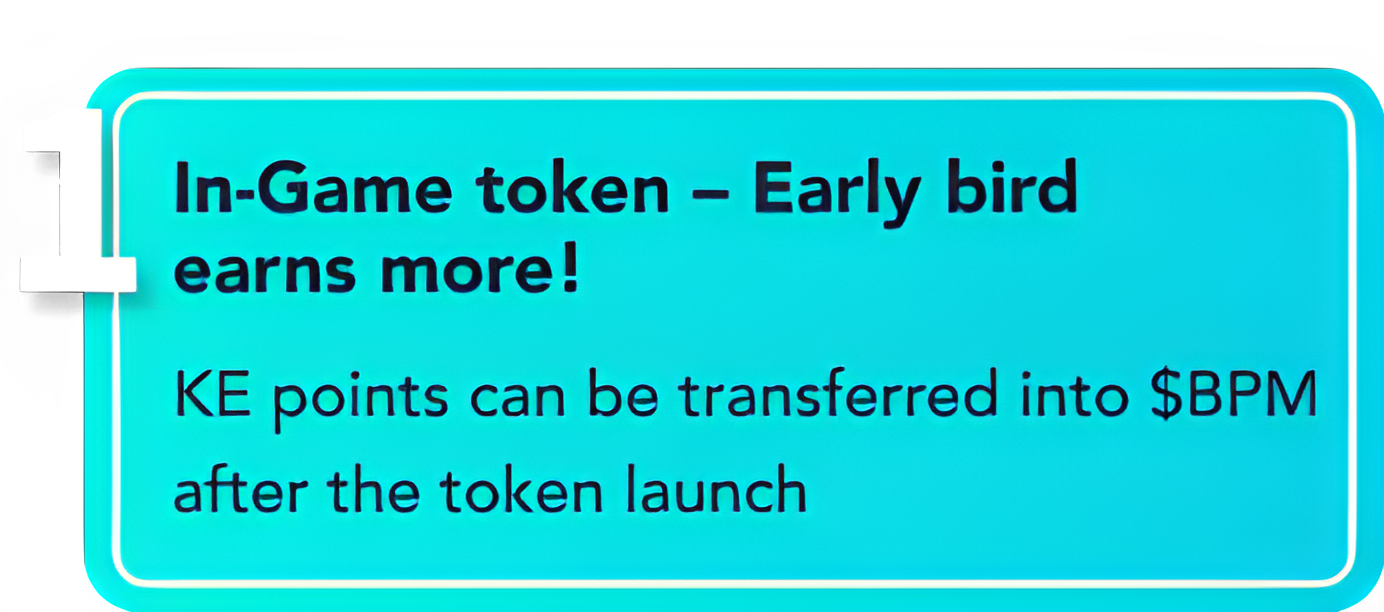 1
In-Game token – Early bird
earns more!
KE points can be transferred into $BPM
after the token launch